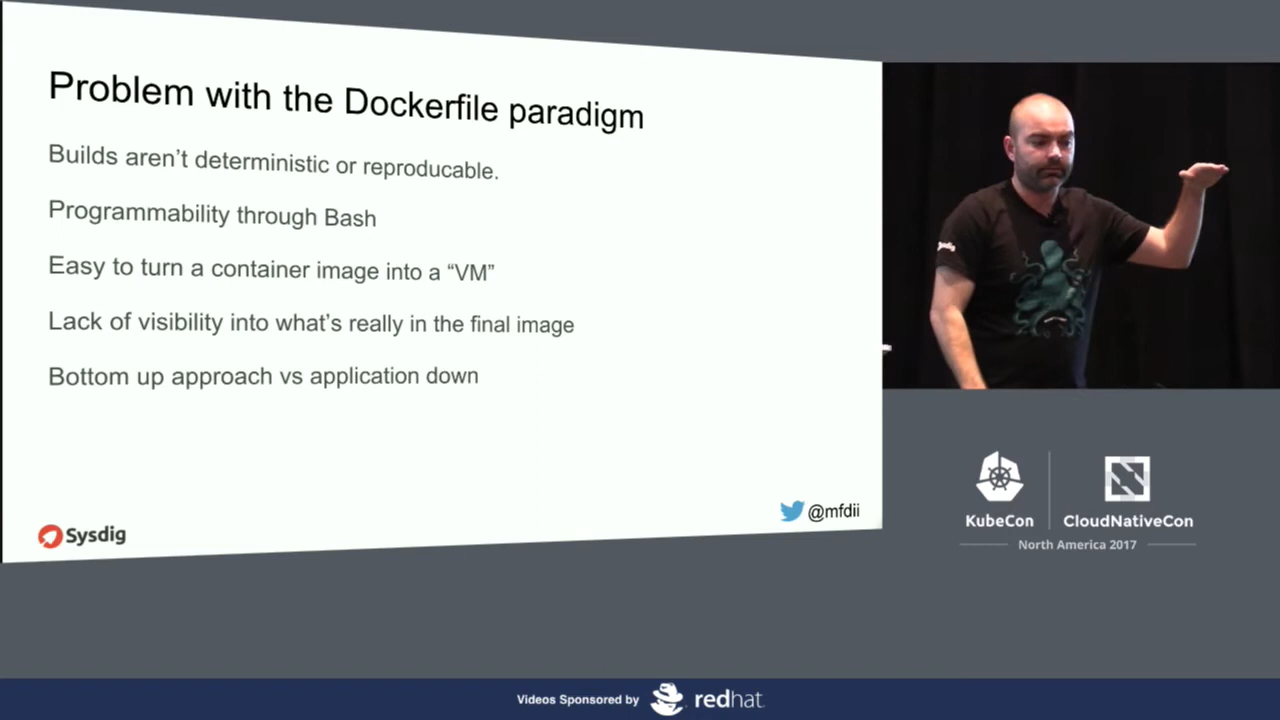 Problem with the Dockerfile paradigm
Builds aren’t deterministic or reproducable.
Programmability through Bash
Easy to turn a container image into a “VM”
Lack of visibility into what’s really in the final image
Bottom up approach vs application down
Sysdig
@mfdii
KubeCon
CloudNativeCon
North America 2017
Videos Sponsored by
redhat.